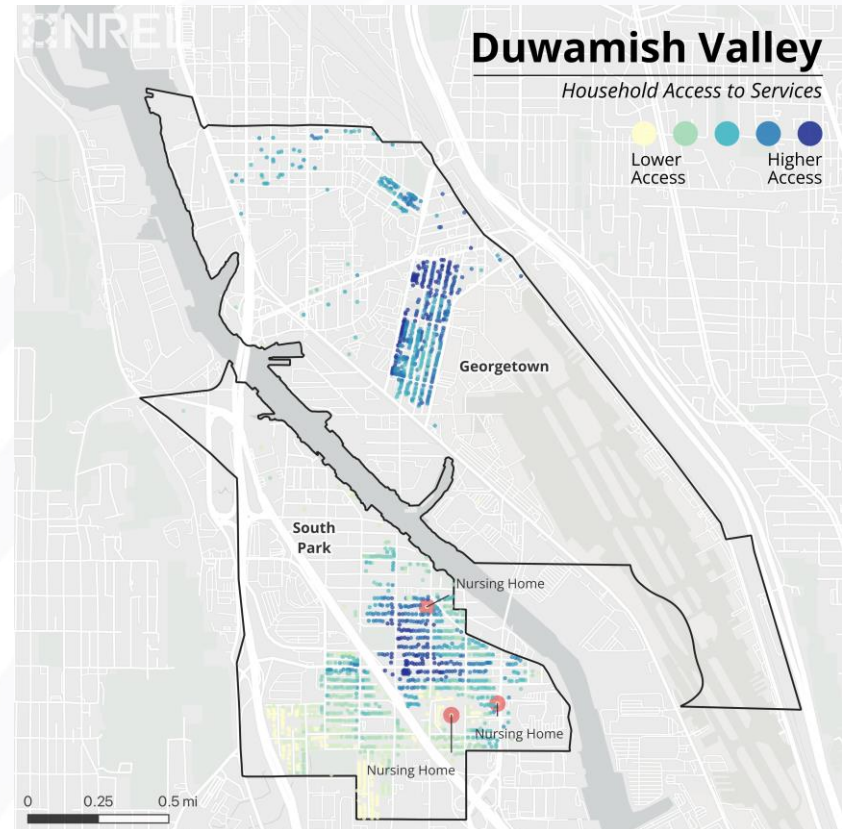 NREL
Duwamish Valley
Household Access to Services
Lower
Access
Higher
Access
Georgetown
South
Park
Nursing Home
Nursing Home
Nursing Home
0
0.25
0.5 mi